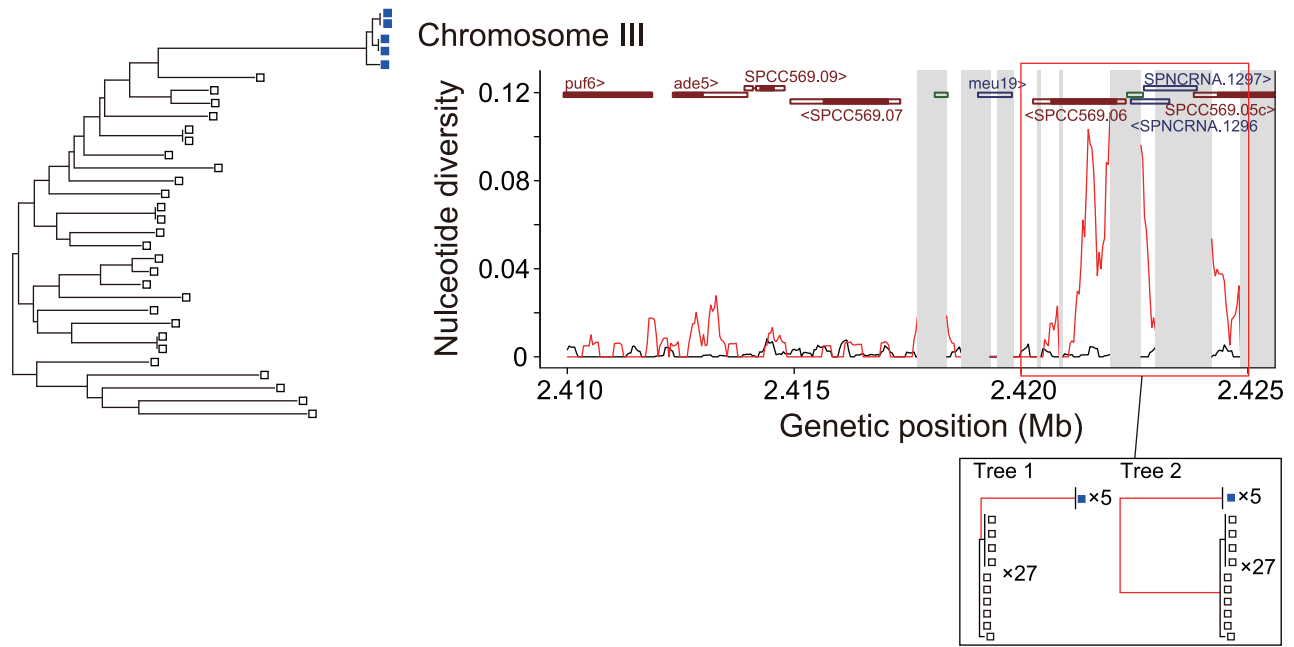 Chromosome III
Nulceotide diversity
0.12
0.08
0.04
0
puf6>
ade5>
SPCC569.09>
<SPCC569.07
meu19>
<SPCC569.06
SPNCRNA.1297>
SPCC569.05c>
<SPNCRNA.1296
2.410
2.415
2.420
2.425
Genetic position (Mb)
Tree 1
Tree 2
×5
×5
×27
×27